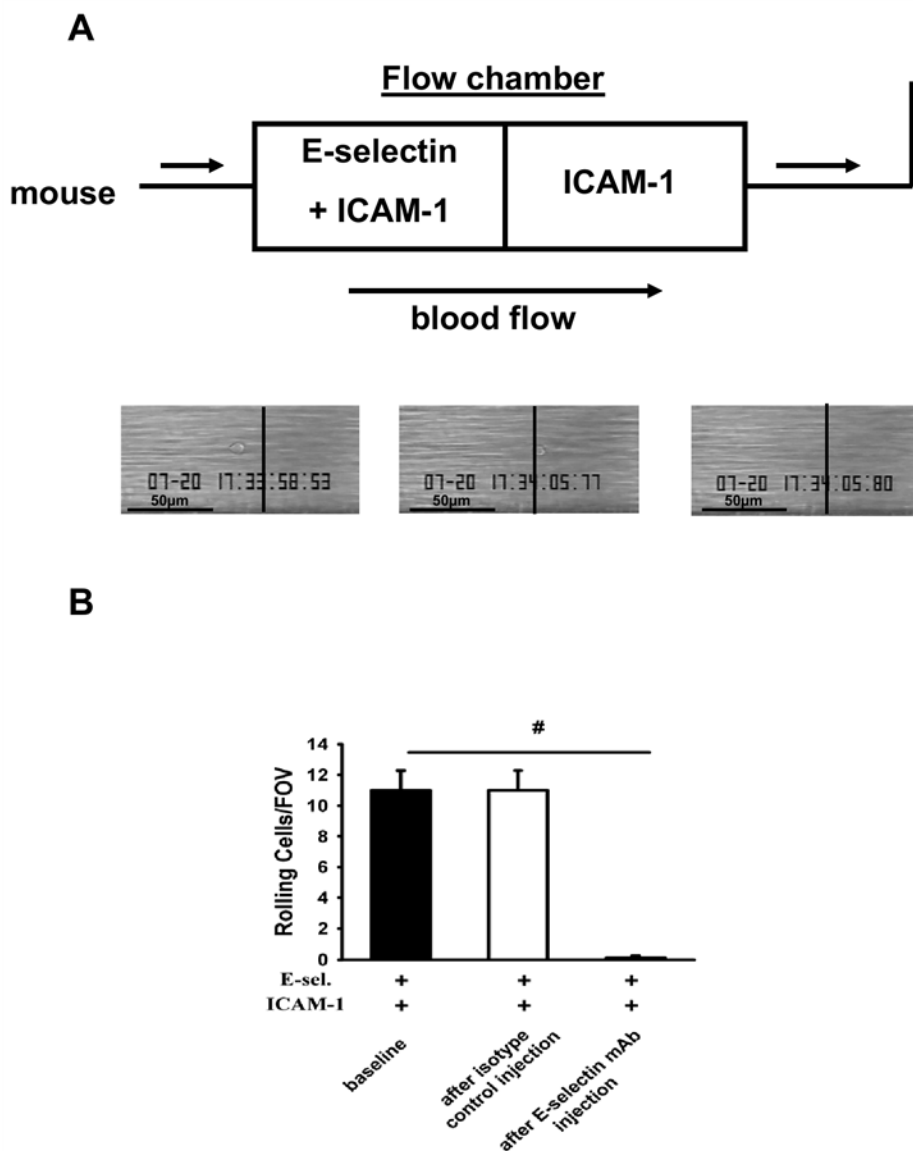 A
Flow chamber
mouse
E-selectin
+ ICAM-1
ICAM-1
blood flow
07-20 17:33:58:53
50µm
07-20 17:34:05:77
50µm
07-20 17:34:05:80
50µm
B
#
Rolling Cells/FOV
14
12
10
8
6
4
2
0
E-sel. + + +
ICAM-1 + + +
baseline
after isotype
control injection
after E-selectin mAb
injection